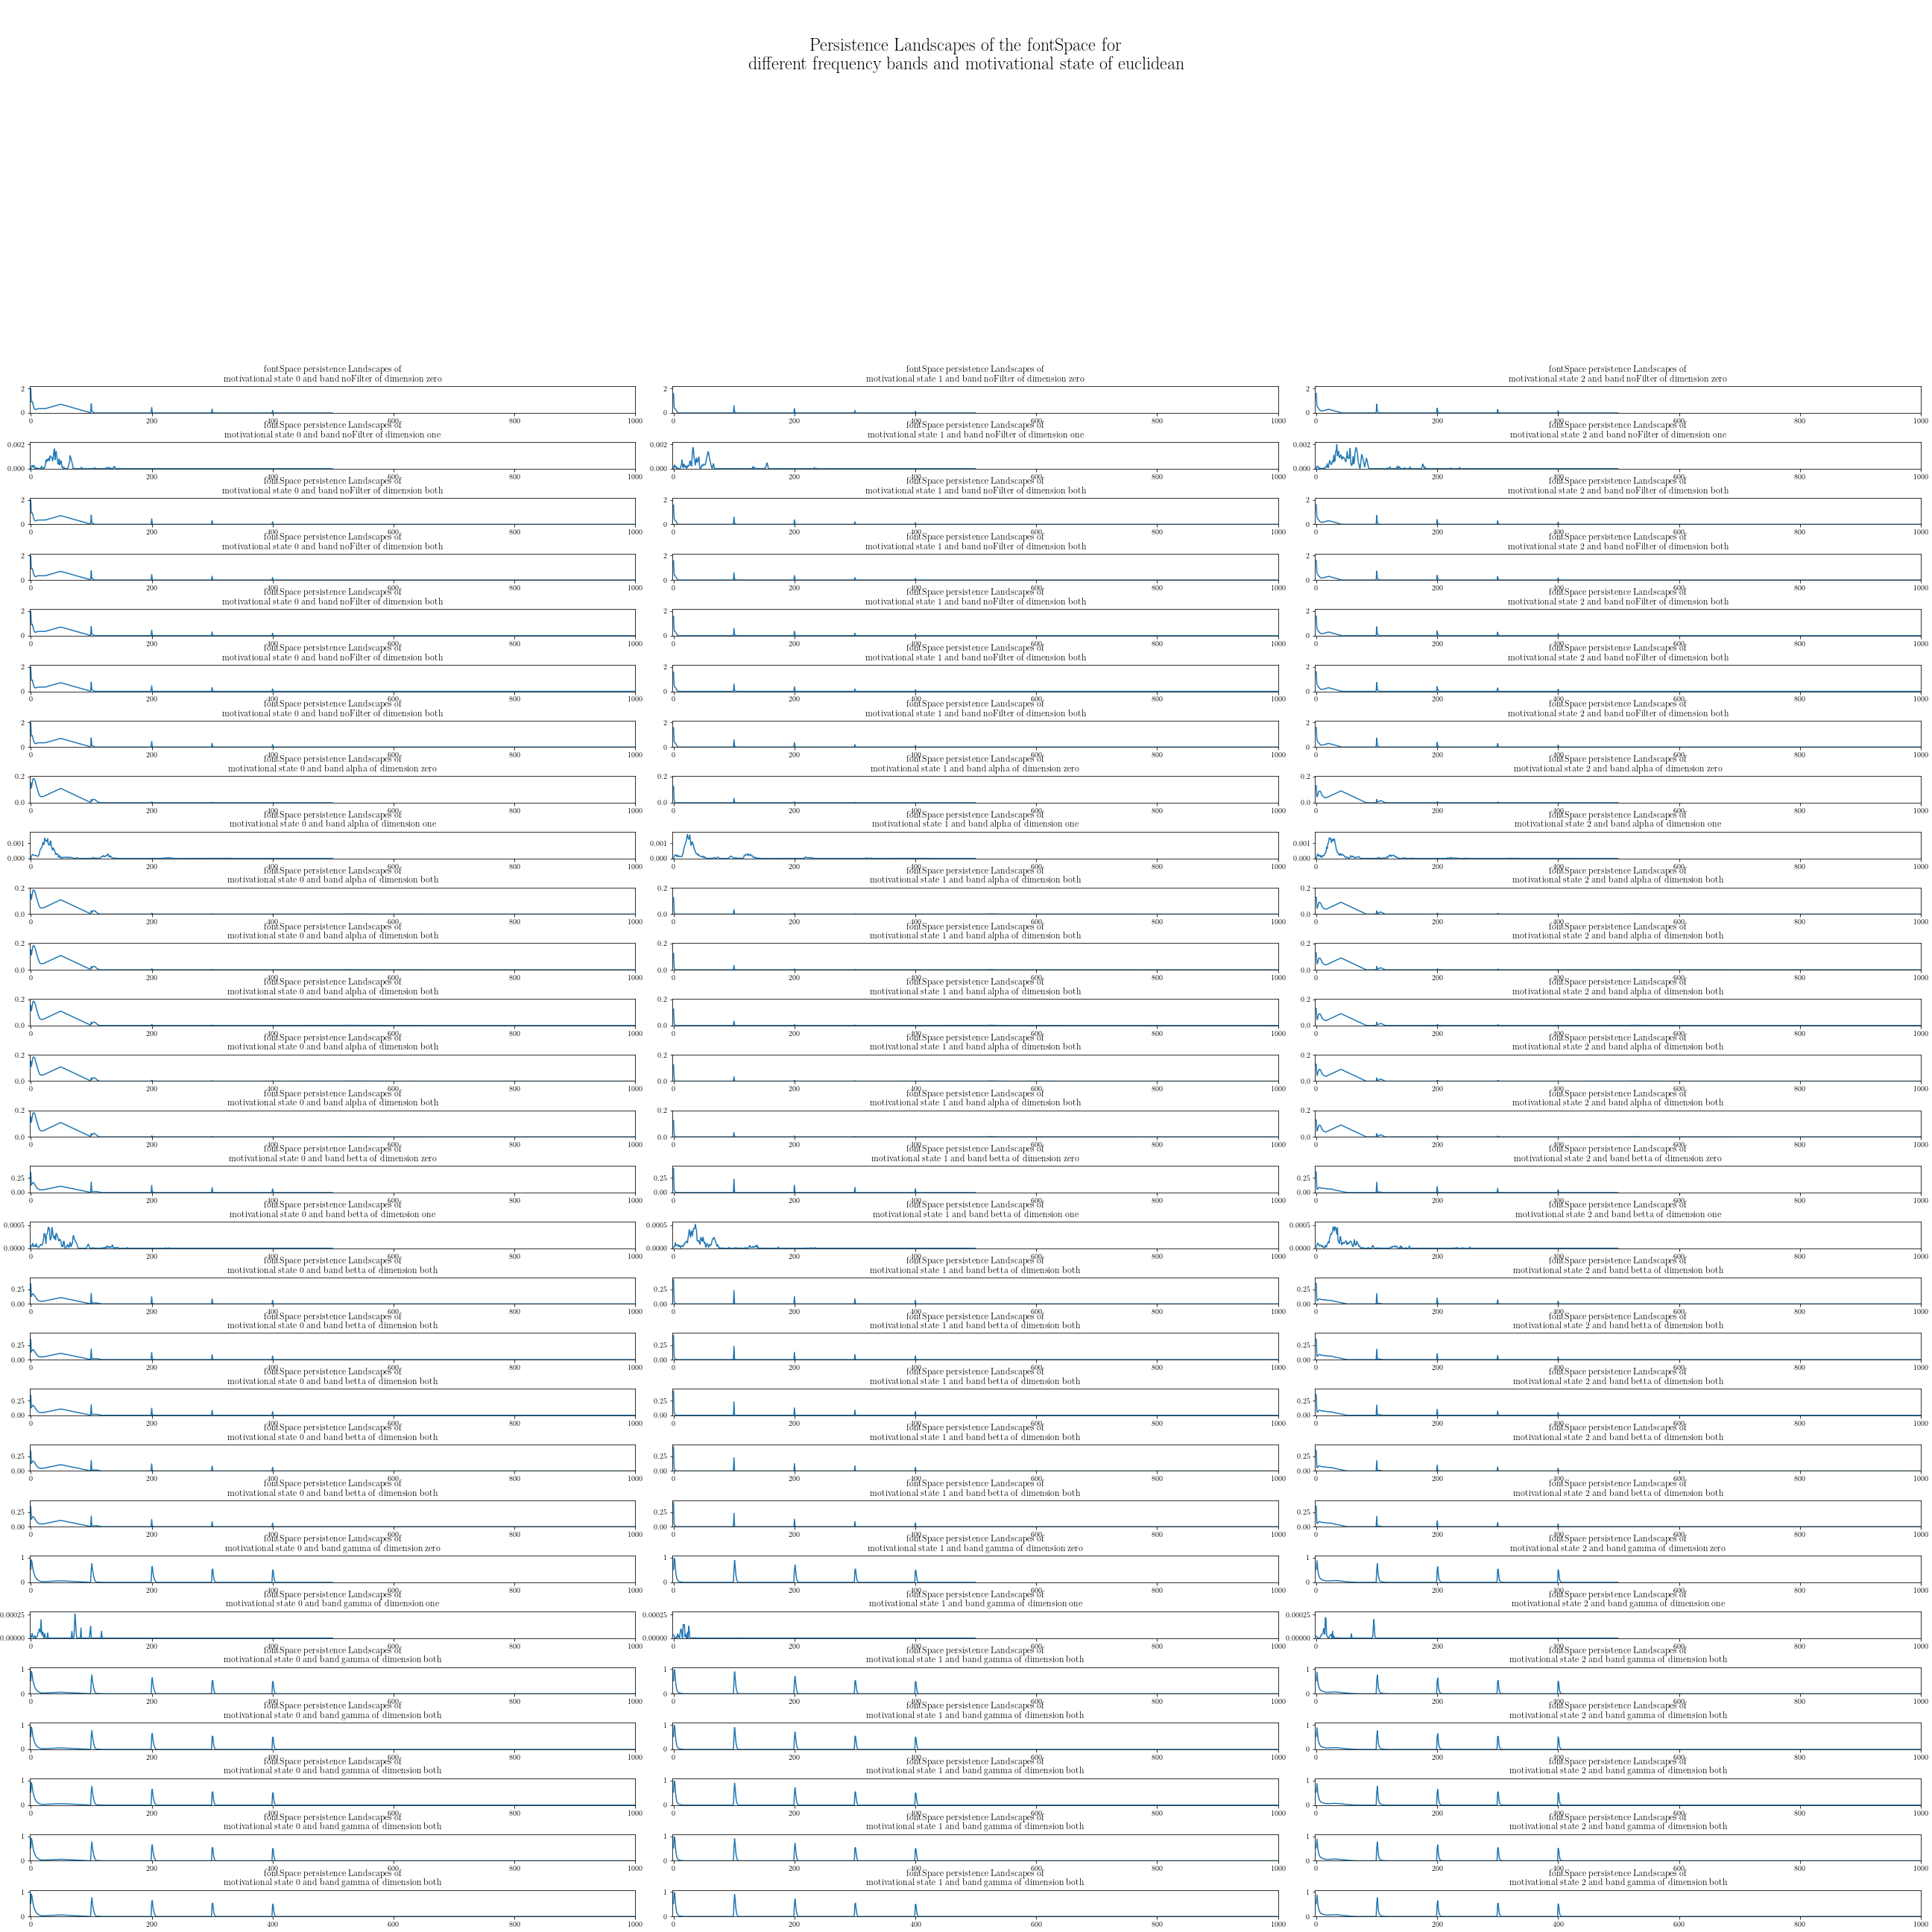 Persistence Landscapes of the fontSpace for
different frequency bands and motivational state of euclidean
fontSpace persistence Landscapes of fontSpace persistence Landscapes of fontSpace persistence Landscapes of
motivational state 0 and band noFilter of dimension zero motivational state 1 and band noFilter of dimension zero motivational state 2 and band noFilter of dimension zero
2 2 2
0 0 0
0 200 400 600 800 1000 0 200 400 600 800 1000 0 200 400 600 800 1000
fontSpace persistence Landscapes of fontSpace persistence Landscapes of fontSpace persistence Landscapes of
motivational state 0 and band noFilter of dimension one motivational state 1 and band noFilter of dimension one motivational state 2 and band noFilter of dimension one
0.002 0.002 0.002
0.000 0.000 0.000
0 200 400 600 800 1000 0 200 400 600 800 1000 0 200 400 600 800 1000
fontSpace persistence Landscapes of fontSpace persistence Landscapes of fontSpace persistence Landscapes of
motivational state 0 and band noFilter of dimension both motivational state 1 and band noFilter of dimension both motivational state 2 and band noFilter of dimension both
2 2 2
0 0 0
0 200 400 600 800 1000 0 200 400 600 800 1000 0 200 400 600 800 1000
fontSpace persistence Landscapes of fontSpace persistence Landscapes of fontSpace persistence Landscapes of
motivational state 0 and band noFilter of dimension both motivational state 1 and band noFilter of dimension both motivational state 2 and band noFilter of dimension both
2 2 2
0 0 0
0 200 400 600 800 1000 0 200 400 600 800 1000 0 200 400 600 800 1000
fontSpace persistence Landscapes of fontSpace persistence Landscapes of fontSpace persistence Landscapes of
motivational state 0 and band noFilter of dimension both motivational state 1 and band noFilter of dimension both motivational state 2 and band noFilter of dimension both
2 2 2
0 0 0
0 200 400 600 800 1000 0 200 400 600 800 1000 0 200 400 600 800 1000
fontSpace persistence Landscapes of fontSpace persistence Landscapes of fontSpace persistence Landscapes of
motivational state 0 and band noFilter of dimension both motivational state 1 and band noFilter of dimension both motivational state 2 and band noFilter of dimension both
2 2 2
0 0 0
0 200 400 600 800 1000 0 200 400 600 800 1000 0 200 400 600 800 1000
fontSpace persistence Landscapes of fontSpace persistence Landscapes of fontSpace persistence Landscapes of
motivational state 0 and band noFilter of dimension both motivational state 1 and band noFilter of dimension both motivational state 2 and band noFilter of dimension both
2 2 2
0 0 0
0 200 400 600 800 1000 0 200 400 600 800 1000 0 200 400 600 800 1000
fontSpace persistence Landscapes of fontSpace persistence Landscapes of fontSpace persistence Landscapes of
motivational state 0 and band alpha of dimension zero motivational state 1 and band alpha of dimension zero motivational state 2 and band alpha of dimension zero
0.2 0.2 0.2
0.0 0.0 0.0
0 200 400 600 800 1000 0 200 400 600 800 1000 0 200 400 600 800 1000
fontSpace persistence Landscapes of fontSpace persistence Landscapes of fontSpace persistence Landscapes of
motivational state 0 and band alpha of dimension one motivational state 1 and band alpha of dimension one motivational state 2 and band alpha of dimension one
0.001 0.001 0.001
0.000 0.000 0.000
0 200 400 600 800 1000 0 200 400 600 800 1000 0 200 400 600 800 1000
fontSpace persistence Landscapes of fontSpace persistence Landscapes of fontSpace persistence Landscapes of
motivational state 0 and band alpha of dimension both motivational state 1 and band alpha of dimension both motivational state 2 and band alpha of dimension both
0.2 0.2 0.2
0.0 0.0 0.0
0 200 400 600 800 1000 0 200 400 600 800 1000 0 200 400 600 800 1000
fontSpace persistence Landscapes of fontSpace persistence Landscapes of fontSpace persistence Landscapes of
motivational state 0 and band alpha of dimension both motivational state 1 and band alpha of dimension both motivational state 2 and band alpha of dimension both
0.2 0.2 0.2
0.0 0.0 0.0
0 200 400 600 800 1000 0 200 400 600 800 1000 0 200 400 600 800 1000
fontSpace persistence Landscapes of fontSpace persistence Landscapes of fontSpace persistence Landscapes of
motivational state 0 and band alpha of dimension both motivational state 1 and band alpha of dimension both motivational state 2 and band alpha of dimension both
0.2 0.2 0.2
0.0 0.0 0.0
0 200 400 600 800 1000 0 200 400 600 800 1000 0 200 400 600 800 1000
fontSpace persistence Landscapes of fontSpace persistence Landscapes of fontSpace persistence Landscapes of
motivational state 0 and band alpha of dimension both motivational state 1 and band alpha of dimension both motivational state 2 and band alpha of dimension both
0.2 0.2 0.2
0.0 0.0 0.0
0 200 400 600 800 1000 0 200 400 600 800 1000 0 200 400 600 800 1000
fontSpace persistence Landscapes of fontSpace persistence Landscapes of fontSpace persistence Landscapes of
motivational state 0 and band alpha of dimension both motivational state 1 and band alpha of dimension both motivational state 2 and band alpha of dimension both
0.2 0.2 0.2
0.0 0.0 0.0
0 200 400 600 800 1000 0 200 400 600 800 1000 0 200 400 600 800 1000
fontSpace persistence Landscapes of fontSpace persistence Landscapes of fontSpace persistence Landscapes of
motivational state 0 and band betta of dimension zero motivational state 1 and band betta of dimension zero motivational state 2 and band betta of dimension zero
0.25 0.25 0.25
0.00 0.00 0.00
0 200 400 600 800 1000 0 200 400 600 800 1000 0 200 400 600 800 1000
fontSpace persistence Landscapes of fontSpace persistence Landscapes of fontSpace persistence Landscapes of
motivational state 0 and band betta of dimension one motivational state 1 and band betta of dimension one motivational state 2 and band betta of dimension one
0.0005 0.0005 0.0005
0.0000 0.0000 0.0000
0 200 400 600 800 1000 0 200 400 600 800 1000 0 200 400 600 800 1000
fontSpace persistence Landscapes of fontSpace persistence Landscapes of fontSpace persistence Landscapes of
motivational state 0 and band betta of dimension both motivational state 1 and band betta of dimension both motivational state 2 and band betta of dimension both
0.25 0.25 0.25
0.00 0.00 0.00
0 200 400 600 800 1000 0 200 400 600 800 1000 0 200 400 600 800 1000
fontSpace persistence Landscapes of fontSpace persistence Landscapes of fontSpace persistence Landscapes of
motivational state 0 and band betta of dimension both motivational state 1 and band betta of dimension both motivational state 2 and band betta of dimension both
0.25 0.25 0.25
0.00 0.00 0.00
0 200 400 600 800 1000 0 200 400 600 800 1000 0 200 400 600 800 1000
fontSpace persistence Landscapes of fontSpace persistence Landscapes of fontSpace persistence Landscapes of
motivational state 0 and band betta of dimension both motivational state 1 and band betta of dimension both motivational state 2 and band betta of dimension both
0.25 0.25 0.25
0.00 0.00 0.00
0 200 400 600 800 1000 0 200 400 600 800 1000 0 200 400 600 800 1000
fontSpace persistence Landscapes of fontSpace persistence Landscapes of fontSpace persistence Landscapes of
motivational state 0 and band betta of dimension both motivational state 1 and band betta of dimension both motivational state 2 and band betta of dimension both
0.25 0.25 0.25
0.00 0.00 0.00
0 200 400 600 800 1000 0 200 400 600 800 1000 0 200 400 600 800 1000
fontSpace persistence Landscapes of fontSpace persistence Landscapes of fontSpace persistence Landscapes of
motivational state 0 and band betta of dimension both motivational state 1 and band betta of dimension both motivational state 2 and band betta of dimension both
0.25 0.25 0.25
0.00 0.00 0.00
0 200 400 600 800 1000 0 200 400 600 800 1000 0 200 400 600 800 1000
fontSpace persistence Landscapes of fontSpace persistence Landscapes of fontSpace persistence Landscapes of
motivational state 0 and band gamma of dimension zero motivational state 1 and band gamma of dimension zero motivational state 2 and band gamma of dimension zero
1 1 1
0 0 0
0 200 400 600 800 1000 0 200 400 600 800 1000 0 200 400 600 800 1000
fontSpace persistence Landscapes of fontSpace persistence Landscapes of fontSpace persistence Landscapes of
motivational state 0 and band gamma of dimension one motivational state 1 and band gamma of dimension one motivational state 2 and band gamma of dimension one
0.00025 0.00025 0.00025
0.00000 0.00000 0.00000
0 200 400 600 800 1000 0 200 400 600 800 1000 0 200 400 600 800 1000
fontSpace persistence Landscapes of fontSpace persistence Landscapes of fontSpace persistence Landscapes of
motivational state 0 and band gamma of dimension both motivational state 1 and band gamma of dimension both motivational state 2 and band gamma of dimension both
1 1 1
0 0 0
0 200 400 600 800 1000 0 200 400 600 800 1000 0 200 400 600 800 1000
fontSpace persistence Landscapes of fontSpace persistence Landscapes of fontSpace persistence Landscapes of
motivational state 0 and band gamma of dimension both motivational state 1 and band gamma of dimension both motivational state 2 and band gamma of dimension both
1 1 1
0 0 0
0 200 400 600 800 1000 0 200 400 600 800 1000 0 200 400 600 800 1000
fontSpace persistence Landscapes of fontSpace persistence Landscapes of fontSpace persistence Landscapes of
motivational state 0 and band gamma of dimension both motivational state 1 and band gamma of dimension both motivational state 2 and band gamma of dimension both
1 1 1
0 0 0
0 200 400 600 800 1000 0 200 400 600 800 1000 0 200 400 600 800 1000
fontSpace persistence Landscapes of fontSpace persistence Landscapes of fontSpace persistence Landscapes of
motivational state 0 and band gamma of dimension both motivational state 1 and band gamma of dimension both motivational state 2 and band gamma of dimension both
1 1 1
0 0 0
0 200 400 600 800 1000 0 200 400 600 800 1000 0 200 400 600 800 1000
fontSpace persistence Landscapes of fontSpace persistence Landscapes of fontSpace persistence Landscapes of
motivational state 0 and band gamma of dimension both motivational state 1 and band gamma of dimension both motivational state 2 and band gamma of dimension both
1 1 1
0 0 0
0 200 400 600 800 1000 0 200 400 600 800 1000 0 200 400 600 800 1000